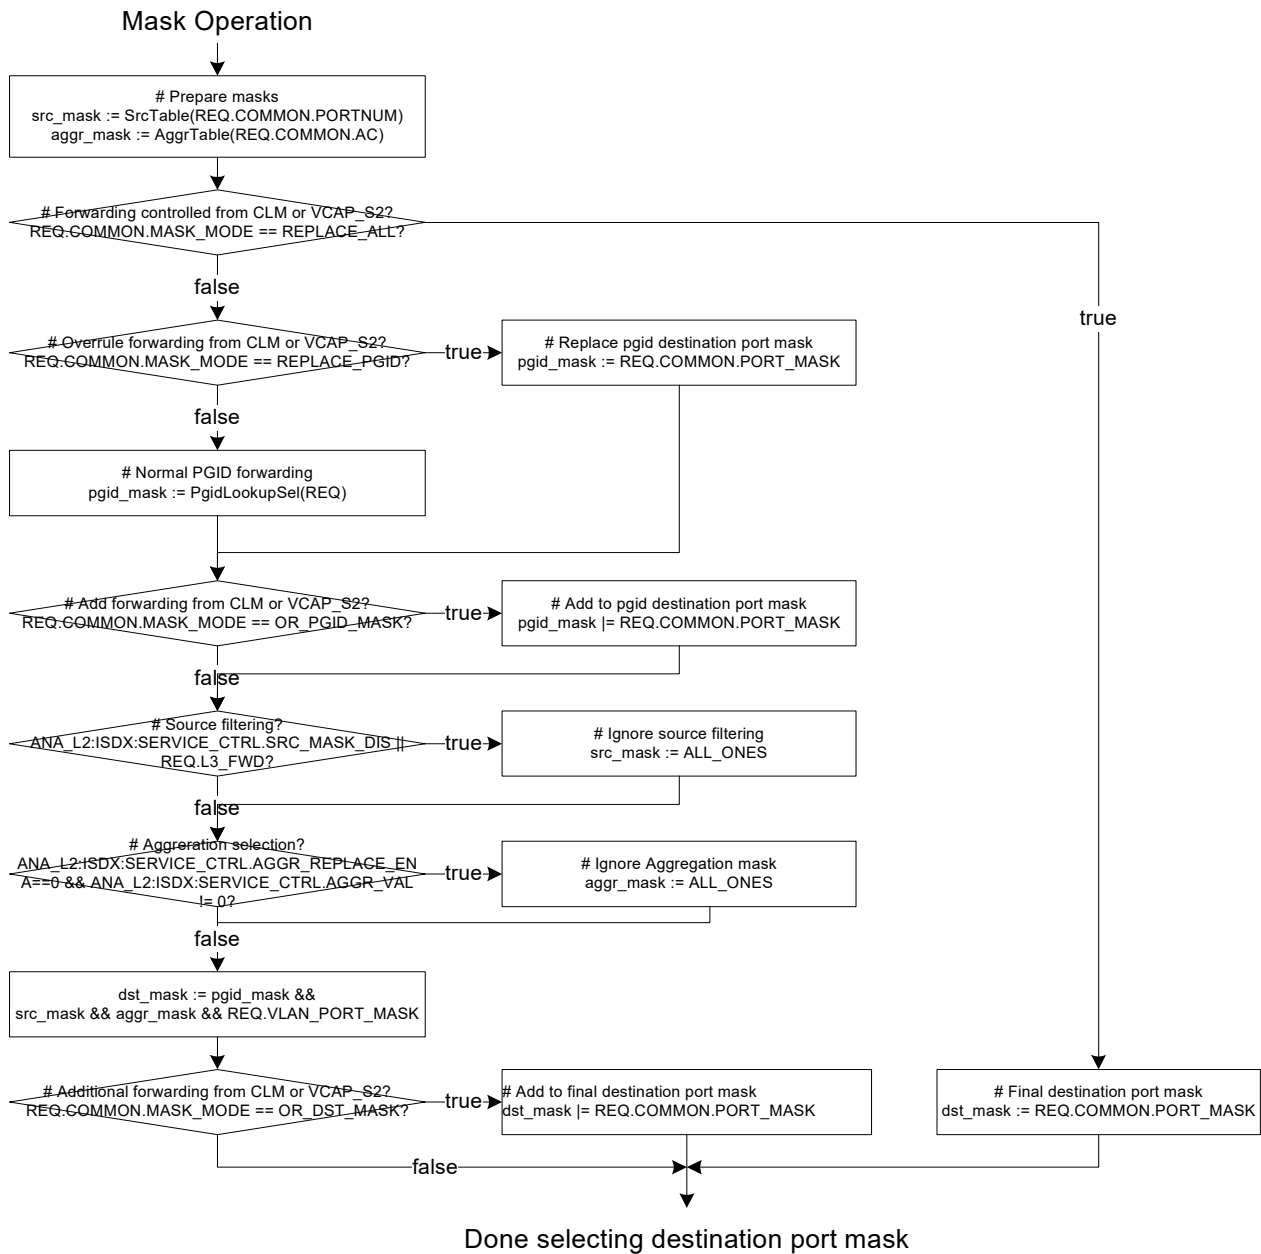 Mask Operation
# Prepare masks
src_mask := SrcTable(REQ.COMMON.PORTNUM)
aggr_mask := AggrTable(REQ.COMMON.AC)
# Forwarding controlled from CLM or VCAP_S2?
REQ.COMMON.MASK_MODE == REPLACE_ALL?
false
true
# Overrule forwarding from CLM or VCAP_S2?
REQ.COMMON.MASK_MODE == REPLACE_PGID?
true
# Replace pgid destination port mask
pgid_mask := REQ.COMMON.PORT_MASK
false
# Normal PGID forwarding
pgid_mask := PgidLookupSel(REQ)
# Add forwarding from CLM or VCAP_S2?
REQ.COMMON.MASK_MODE == OR_PGID_MASK?
true
# Add to pgid destination port mask
pgid_mask |= REQ.COMMON.PORT_MASK
false
# Source filtering?
ANA_L2:ISDX:SERVICE_CTRL.SRC_MASK_DIS ||
REQ.L3_FWD?
true
# Ignore source filtering
src_mask := ALL_ONES
false
# Aggreration selection?
ANA_L2:ISDX:SERVICE_CTRL.AGGR_REPLACE_EN
A==0 && ANA_L2:ISDX:SERVICE_CTRL.AGGR_VAL
!= 0?
true
# Ignore Aggregation mask
aggr_mask := ALL_ONES
false
dst_mask := pgid_mask &&
src_mask && aggr_mask && REQ.VLAN_PORT_MASK
# Additional forwarding from CLM or VCAP_S2?
REQ.COMMON.MASK_MODE == OR_DST_MASK?
true
# Add to final destination port mask
dst_mask |= REQ.COMMON.PORT_MASK
# Final destination port mask
dst_mask := REQ.COMMON.PORT_MASK
false
Done selecting destination port mask